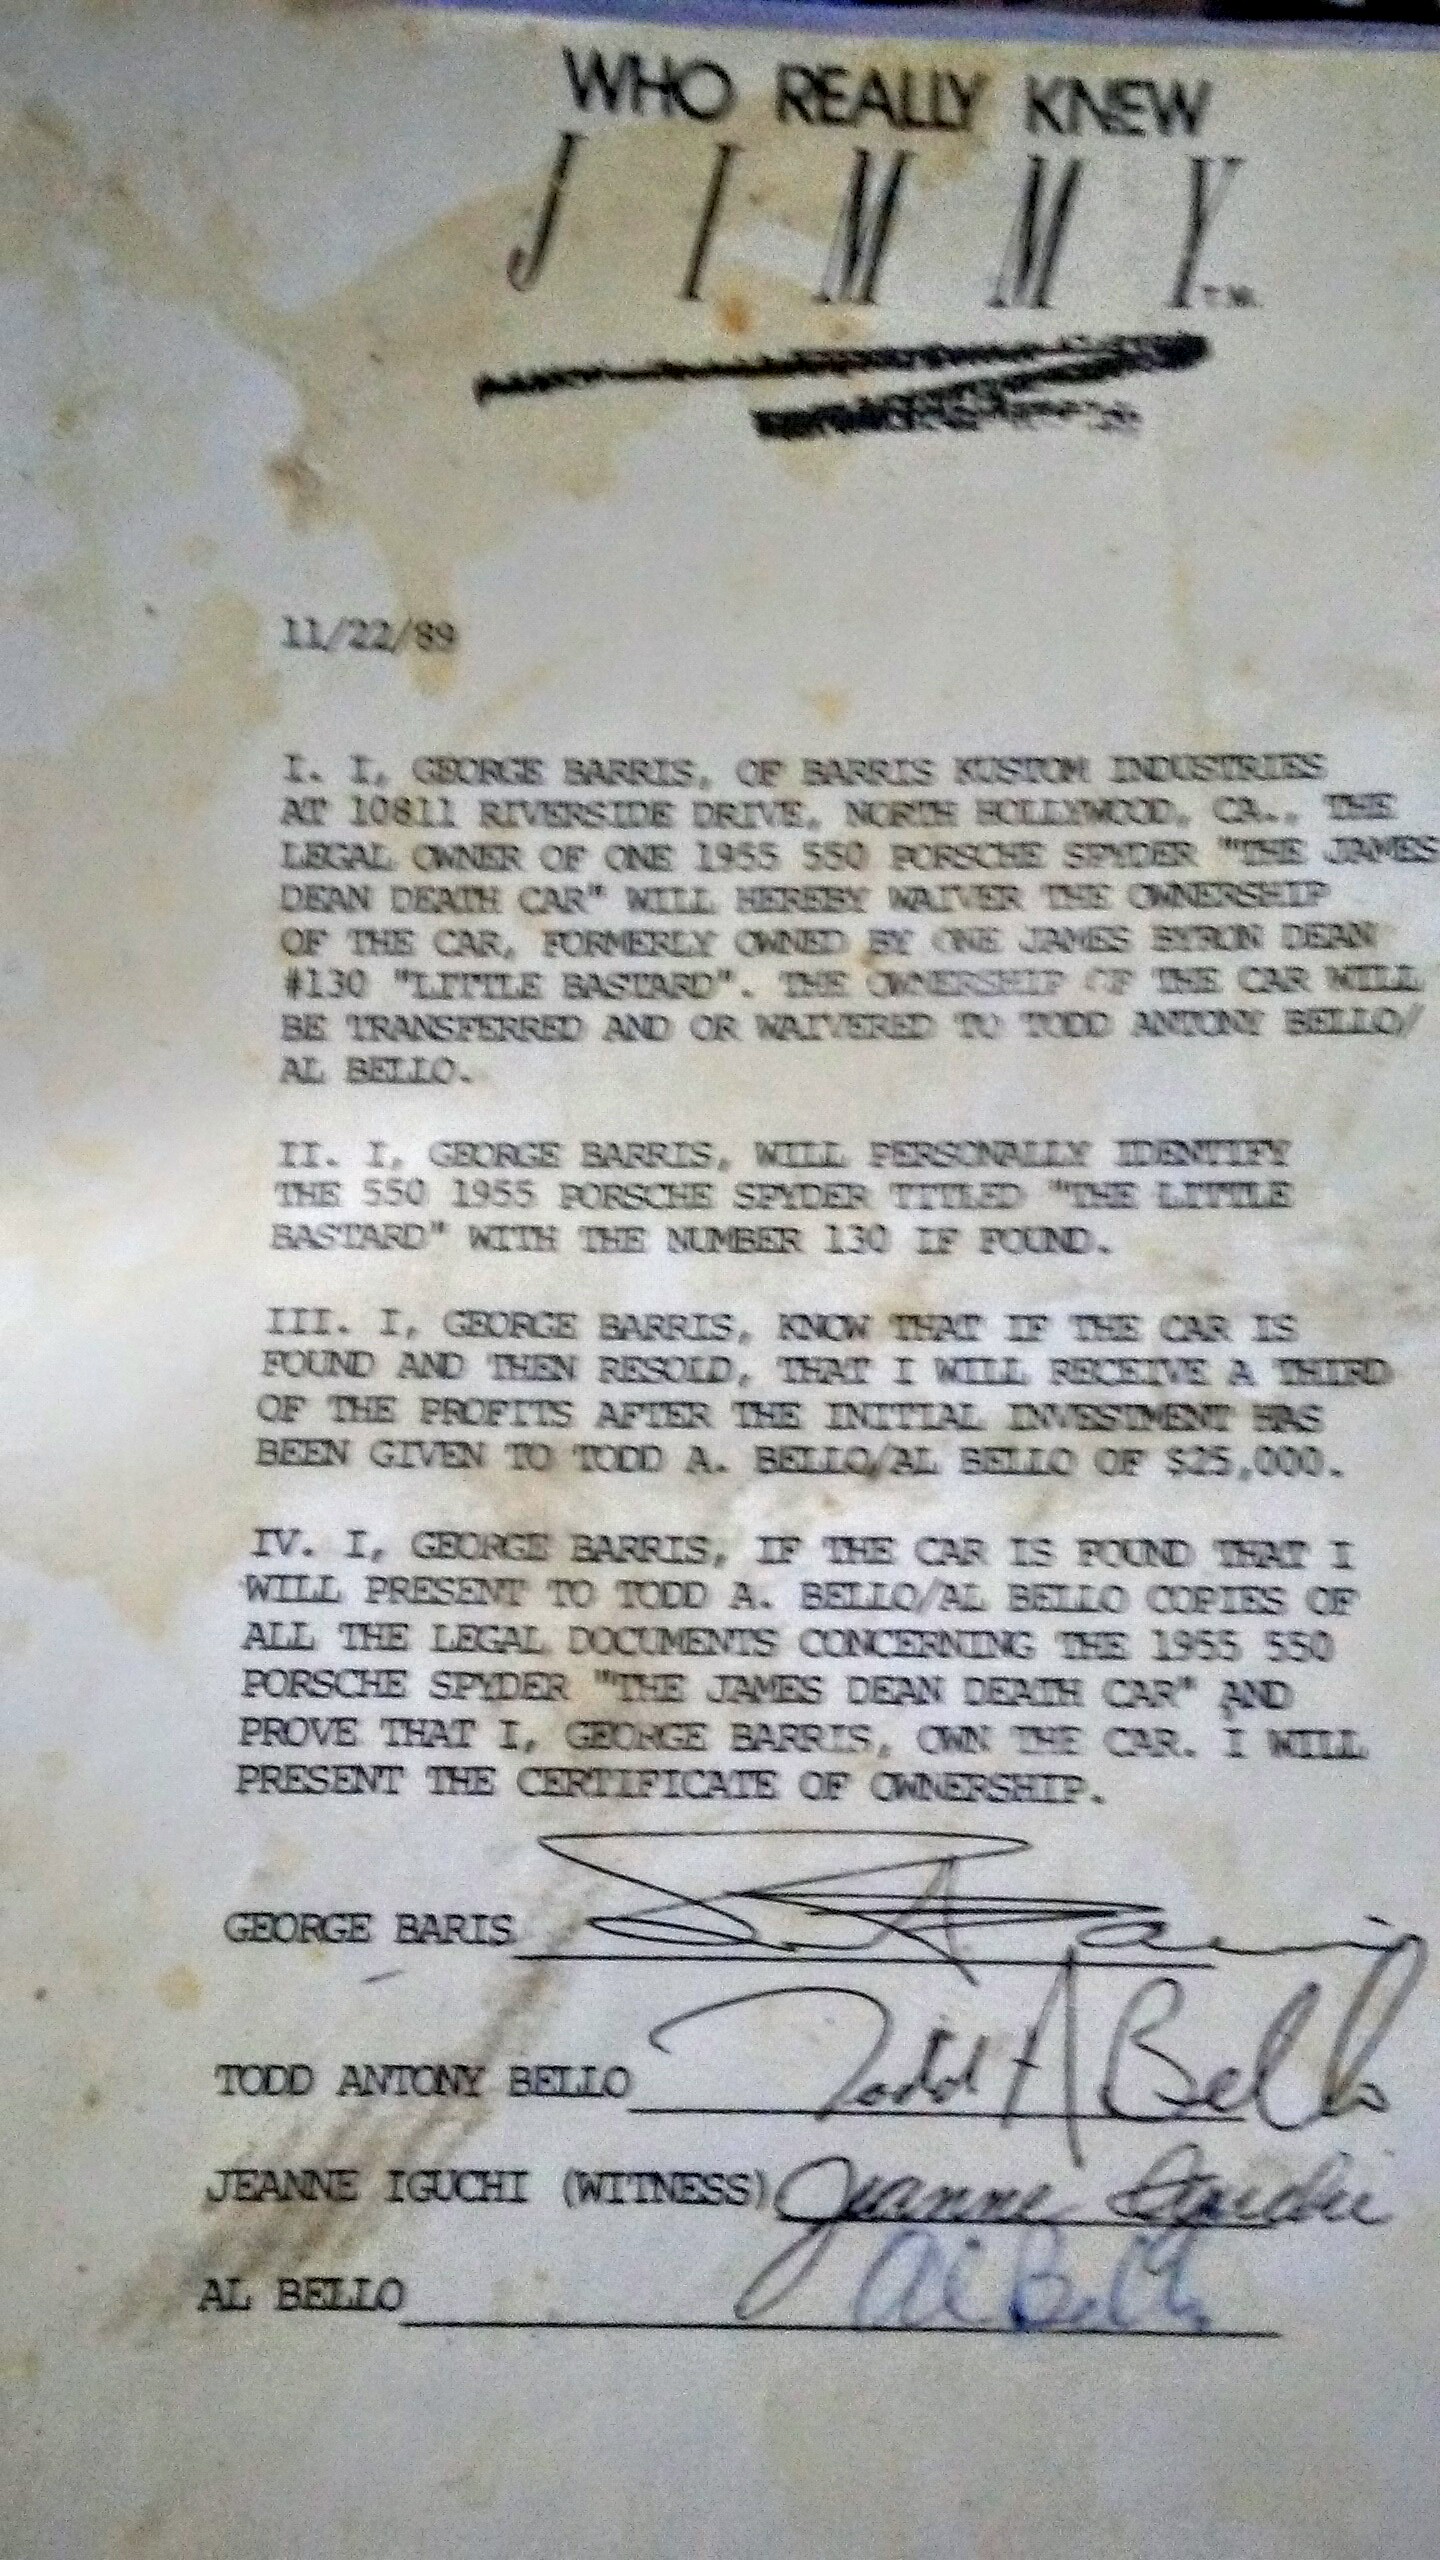 WHO REALLY KNEW
JIMMY T.M.
11/22/89
I. I, GEORGE BARRIS, OF BARRIS KUSTOM INDUSTRIES
AT 10811 RIVERSIDE DRIVE, NORTH HOLLYWOOD, CA., THE
LEGAL OWNER OF ONE 1955 550 PORSCHE SPYDER "THE JAMES
DEAN DEATH CAR" WILL HEREBY WAIVER THE OWNERSHIP
OF THE CAR, FORMERLY OWNED BY ONE JAMES BYRON DEAN
#130 "LITTLE BASTARD". THE OWNERSHIP OF THE CAR WILL
BE TRANSFERRED AND OR WAIVERED TO TODD ANTONY BELLO/
AL BELLO.
II. I, GEORGE BARRIS, WILL PERSONALLY IDENTIFY
THE 550 1955 PORSCHE SPYDER TITLED "THE LITTLE
BASTARD" WITH THE NUMBER 130 IF FOUND.
III. I, GEORGE BARRIS, KNOW THAT IF THE CAR IS
FOUND AND THEN RESOLD, THAT I WILL RECEIVE A THIRD
OF THE PROFITS AFTER THE INITIAL INVESTMENT HAS
BEEN GIVEN TO TODD A. BELLO/AL BELLO OF $25,000.
IV. I, GEORGE BARRIS, IF THE CAR IS FOUND THAT I
WILL PRESENT TO TODD A. BELLO/AL BELLO COPIES OF
ALL THE LEGAL DOCUMENTS CONCERNING THE 1955 550
PORSCHE SPYDER "THE JAMES DEAN DEATH CAR" AND
PROVE THAT I, GEORGE BARRIS, OWN THE CAR. I WILL
PRESENT THE CERTIFICATE OF OWNERSHIP.
GEORGE BARIS
TODD ANTONY BELLO Todd A Bello
JEANNE IGUCHI (WITNESS) Jeanne Iguchi
AL BELLO Al Bello